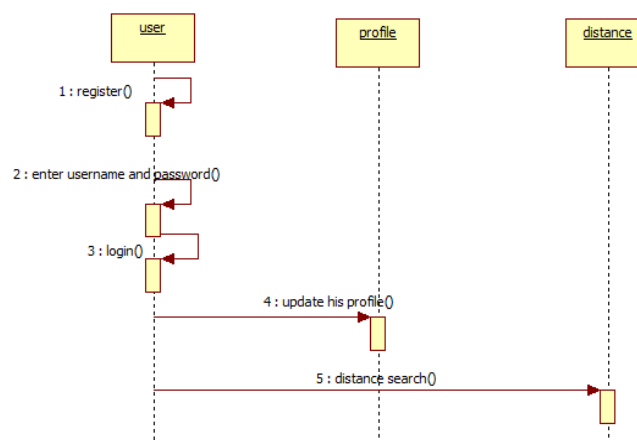 user
profile
distance
1 : register()
2 : enter username and password()
3 : login()
4 : update his profile()
5 : distance search()